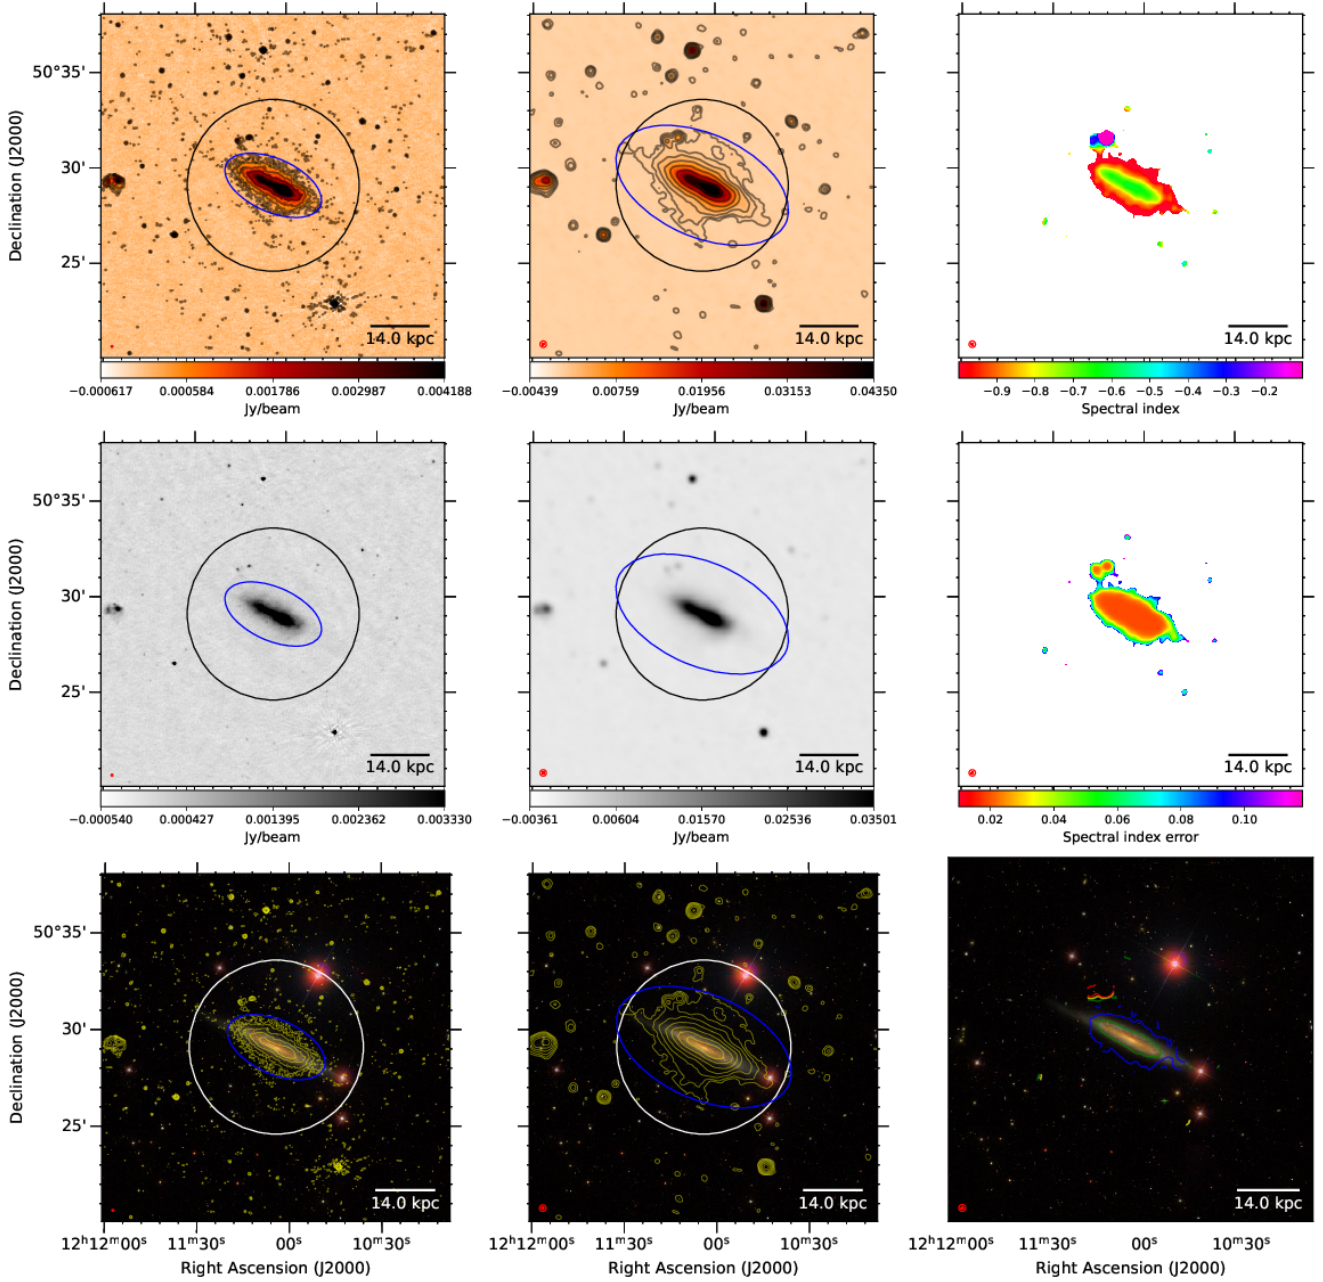 50°35'
30'
25'
Declination (J2000)
14.0 kpc
14.0 kpc
14.0 kpc
−0.000617 0.000584 0.001786 0.002987 0.004188
Jy/beam
−0.00439 0.00759 0.01956 0.03153 0.04350
Jy/beam
−0.9 −0.8 −0.7 −0.6 −0.5 −0.4 −0.3 −0.2
Spectral index
50°35'
30'
25'
Declination (J2000)
14.0 kpc
14.0 kpc
14.0 kpc
−0.000540 0.000427 0.001395 0.002362 0.003330
Jy/beam
−0.00361 0.00604 0.01570 0.02536 0.03501
Jy/beam
0.02 0.04 0.06 0.08 0.10
Spectral index error
50°35'
30'
25'
Declination (J2000)
14.0 kpc
14.0 kpc
14.0 kpc
12ʰ12ᵐ00ˢ 11ᵐ30ˢ 00ˢ 10ᵐ30ˢ
12ʰ12ᵐ00ˢ 11ᵐ30ˢ 00ˢ 10ᵐ30ˢ
12ʰ12ᵐ00ˢ 11ᵐ30ˢ 00ˢ 10ᵐ30ˢ
Right Ascension (J2000)
Right Ascension (J2000)
Right Ascension (J2000)